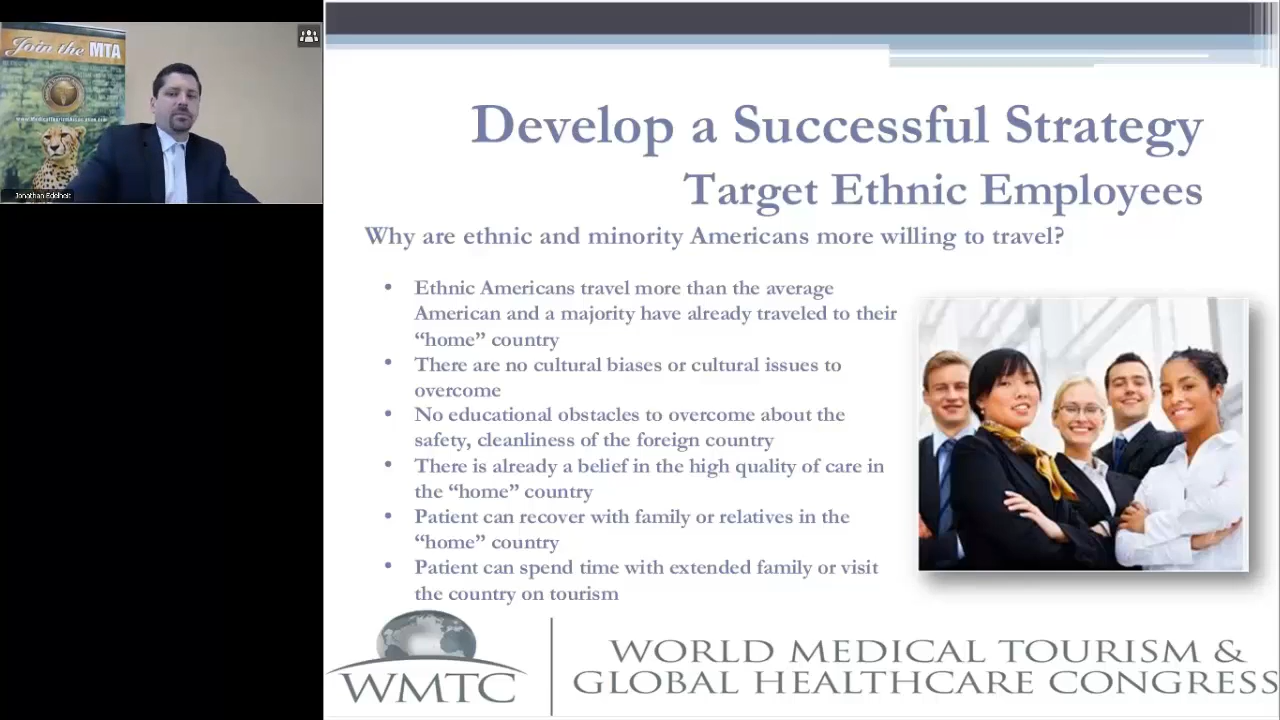 Join the MTA
Jonathan Edelheit
Develop a Successful Strategy
Target Ethnic Employees
Why are ethnic and minority Americans more willing to travel?
• Ethnic Americans travel more than the average
American and a majority have already traveled to their
“home” country
• There are no cultural biases or cultural issues to
overcome
• No educational obstacles to overcome about the
safety, cleanliness of the foreign country
• There is already a belief in the high quality of care in
the “home” country
• Patient can recover with family or relatives in the
“home” country
• Patient can spend time with extended family or visit
the country on tourism
WMTC
WORLD MEDICAL TOURISM &
GLOBAL HEALTHCARE CONGRESS